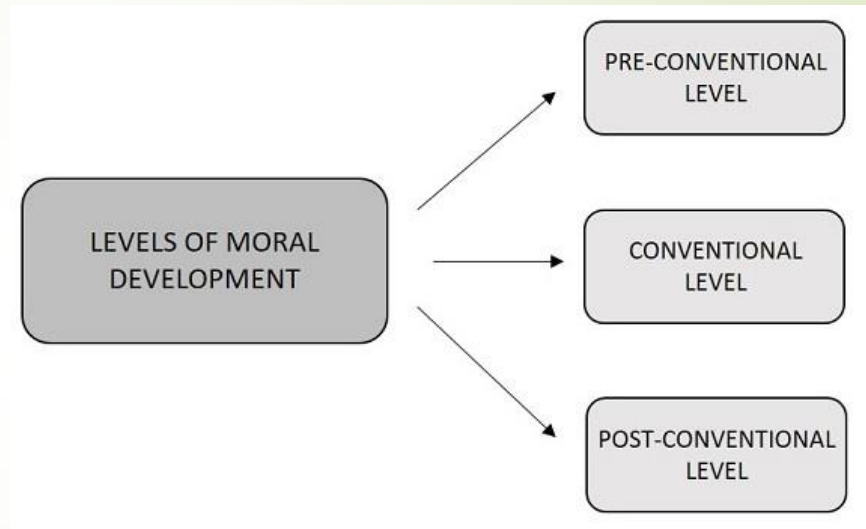 PRE-CONVENTIONAL
LEVEL
LEVELS OF MORAL
DEVELOPMENT
CONVENTIONAL
LEVEL
POST-CONVENTIONAL
LEVEL